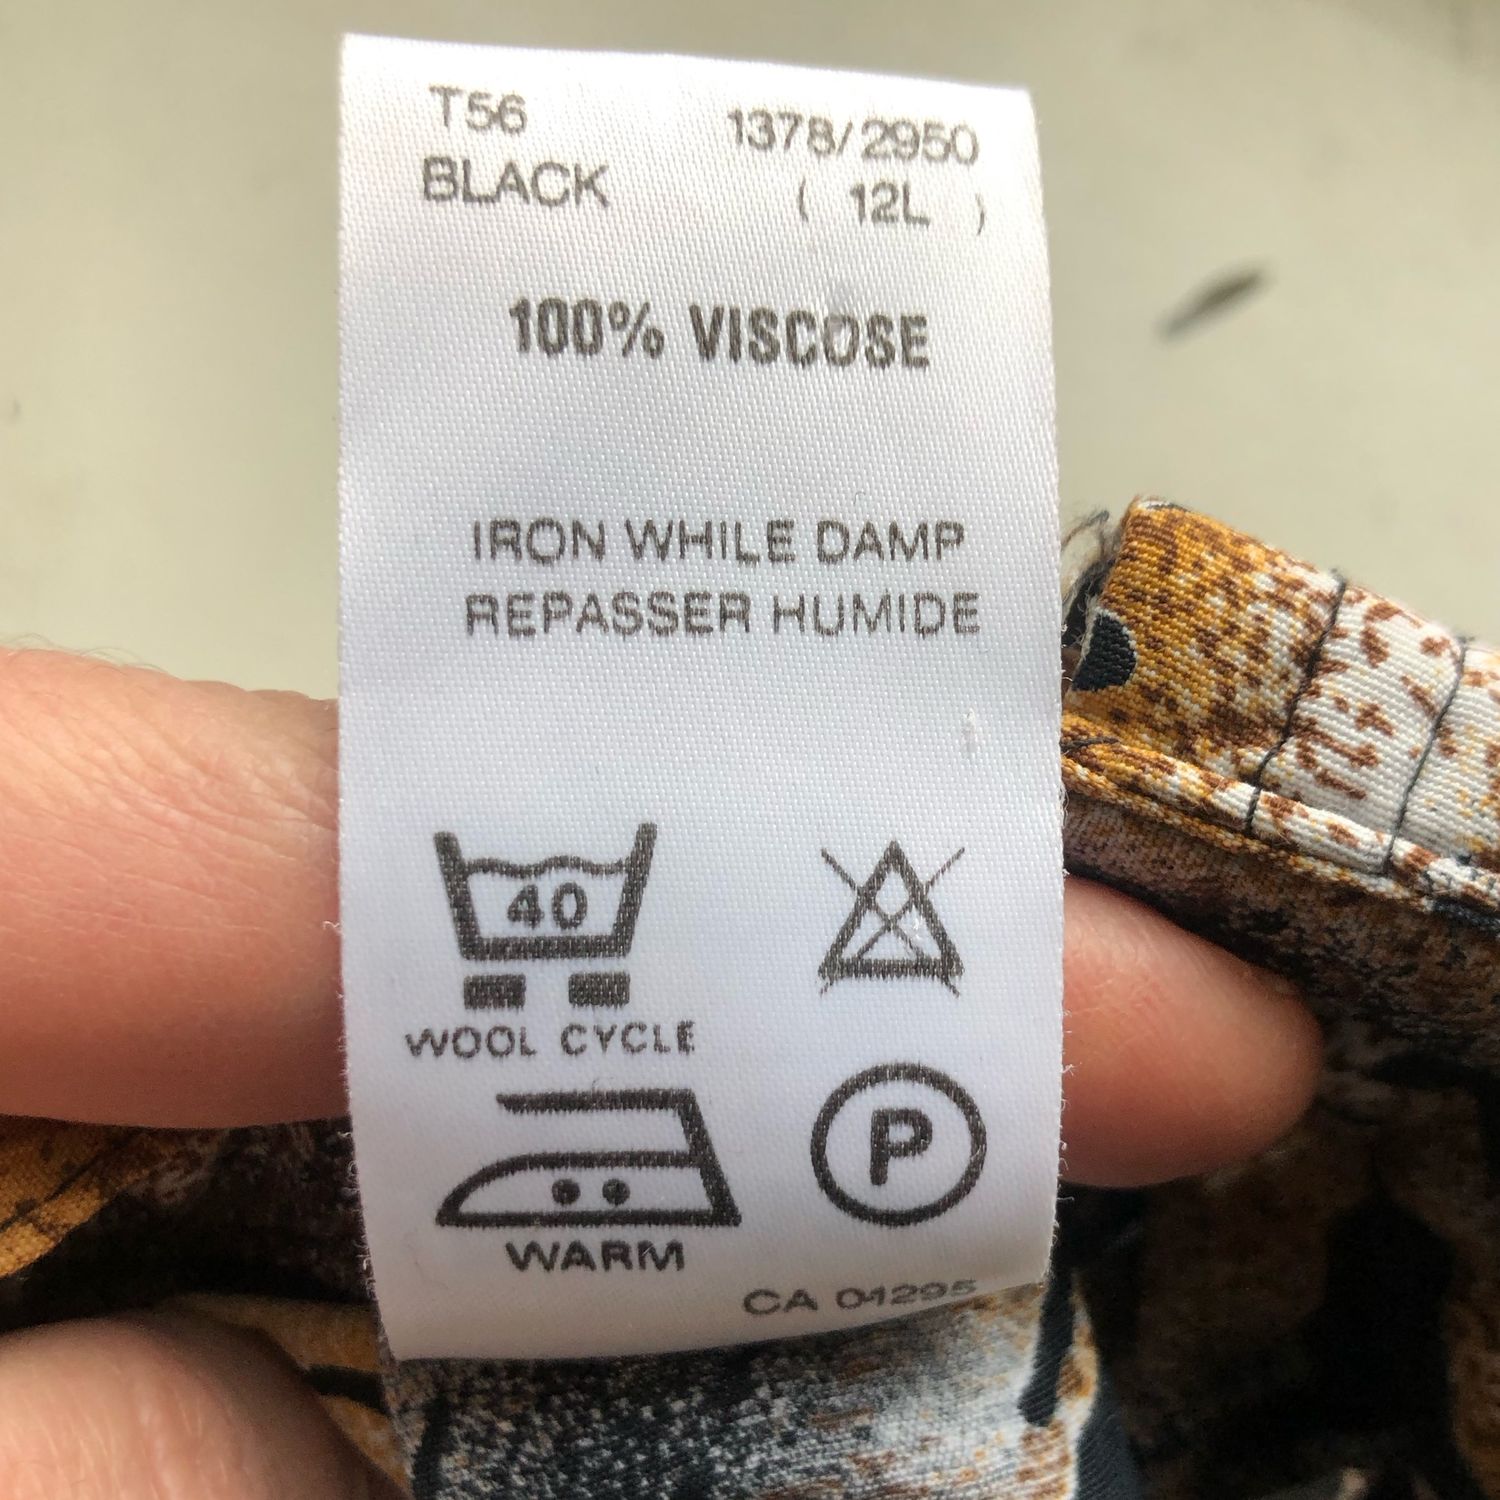 T56 1378/2950
BLACK ( 12L )
100% VISCOSE
IRON WHILE DAMP
REPASSER HUMIDE
40
WOOL CYCLE
P
WARM
CA 01295